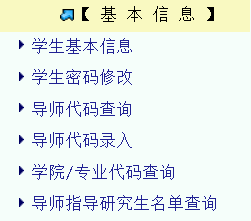 【 基 本 信 息 】
学生基本信息
学生密码修改
导师代码查询
导师代码录入
学院/专业代码查询
导师指导研究生名单查询